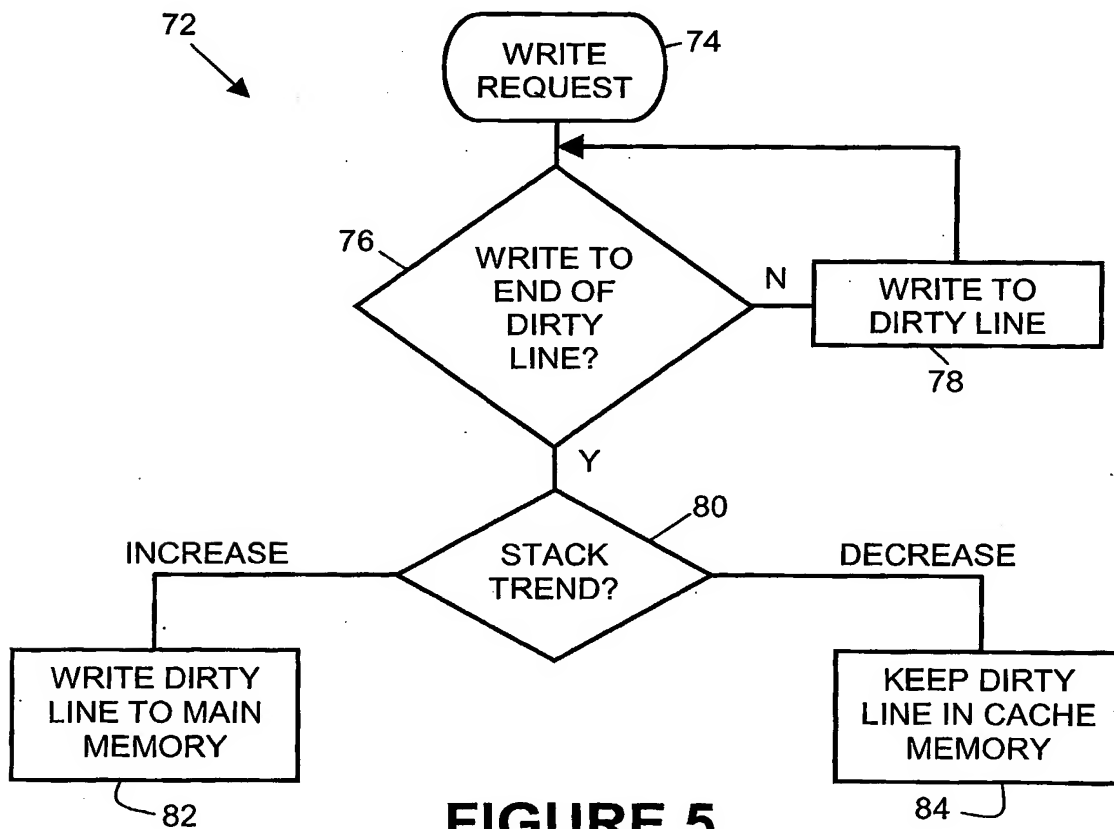 72
WRITE
REQUEST
74
76
WRITE TO
END OF
DIRTY
LINE?
N
WRITE TO
DIRTY LINE
78
Y
80
STACK
TREND?
INCREASE
DECREASE
WRITE DIRTY
LINE TO MAIN
MEMORY
82
KEEP DIRTY
LINE IN CACHE
MEMORY
84
FIGURE 5